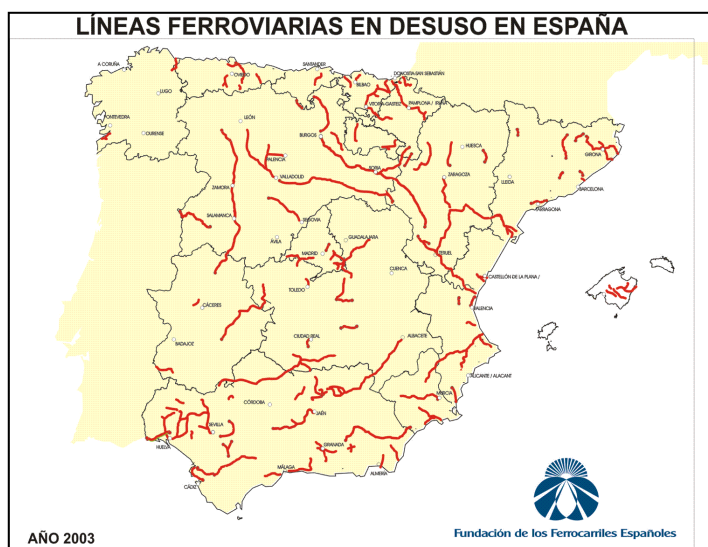 LÍNEAS FERROVIARIAS EN DESUSO EN ESPAÑA
A CORUÑA
LUGO
PONTEVEDRA
OURENSE
OVIEDO
SANTANDER
BILBAO
DONOSTIA-SAN SEBASTIÁN
VITORIA-GASTEIZ
PAMPLONA / IRUÑA
LEÓN
BURGOS
PALENCIA
VALLADOLID
SORIA
HUESCA
ZARAGOZA
LLEIDA
GIRONA
BARCELONA
TARRAGONA
ZAMORA
SALAMANCA
SEGOVIA
ÁVILA
MADRID
GUADALAJARA
TERUEL
CUENCA
TOLEDO
CASTELLÓN DE LA PLANA /
VALENCIA
CÁCERES
BADAJOZ
CIUDAD REAL
ALBACETE
ALICANTE / ALACANT
MURCIA
CÓRDOBA
JAÉN
SEVILLA
HUELVA
GRANADA
MÁLAGA
ALMERÍA
CÁDIZ
Fundación de los Ferrocarriles Españoles
AÑO 2003